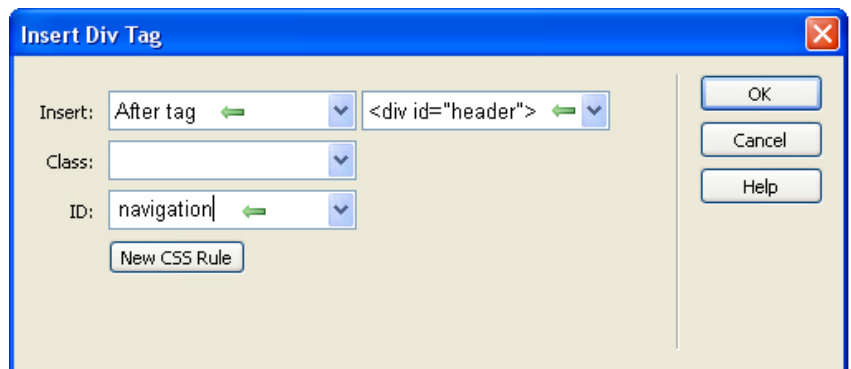 Insert Div Tag
Insert: After tag <div id="header"> OK
Class: Cancel
ID: navigation Help
New CSS Rule